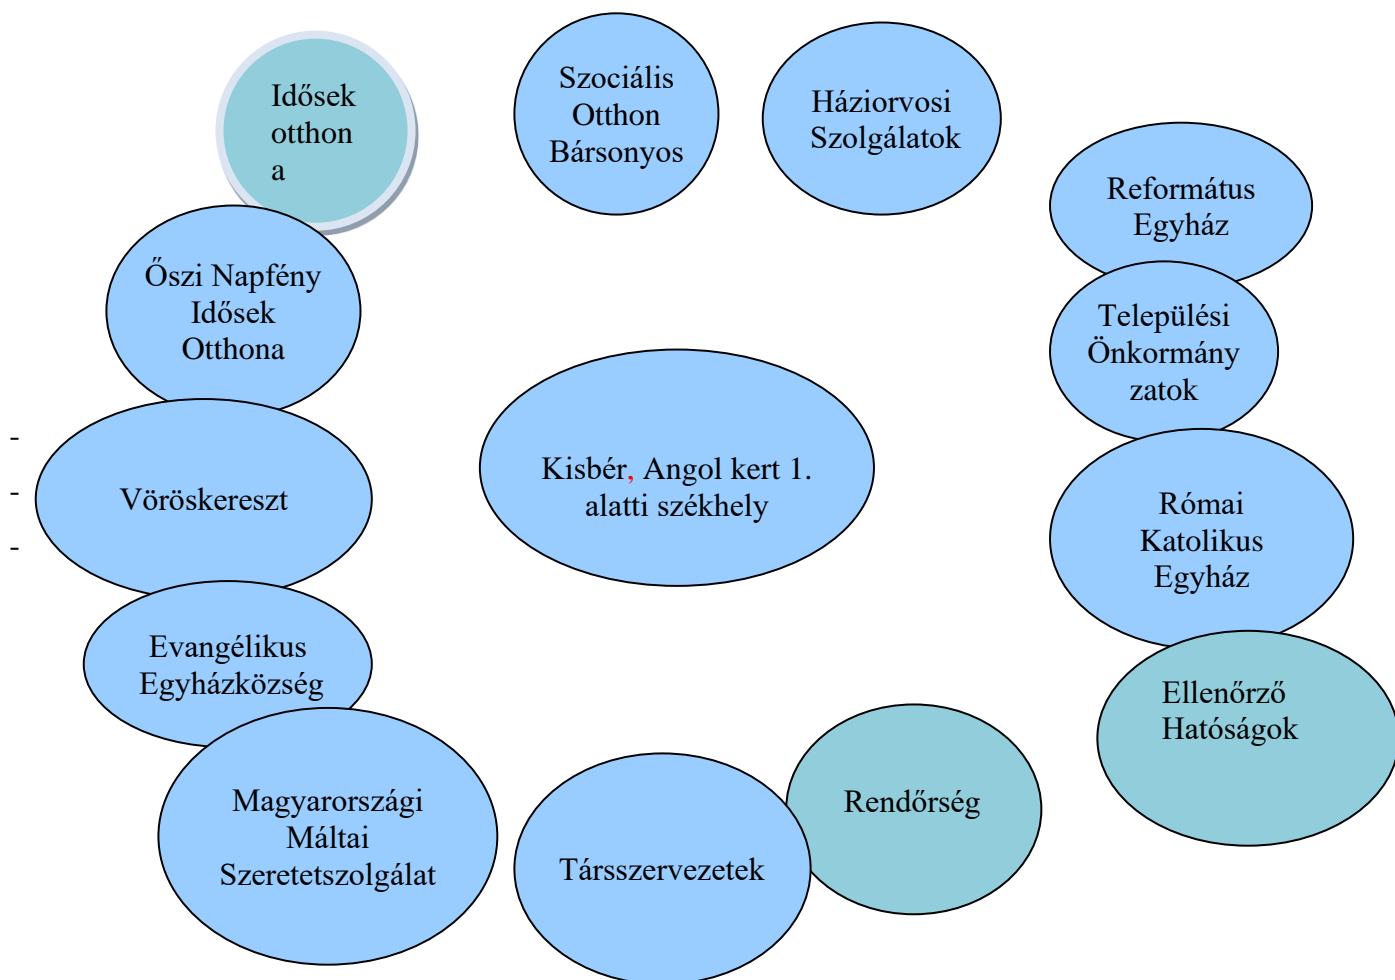 Idősek
otthon
a
Szociális
Otthon
Bársonyos
Háziorvosi
Szolgálatok
Református
Egyház
Őszi Napfény
Idősek
Otthona
Települési
Önkormány
zatok
-
-
-
Vöröskereszt
Kisbér, Angol kert 1.
alatti székhely
Római
Katolikus
Egyház
Evangélikus
Egyházközség
Ellenőrző
Hatóságok
Magyarországi
Máltai
Szeretetszolgálat
Társszervezetek
Rendőrség